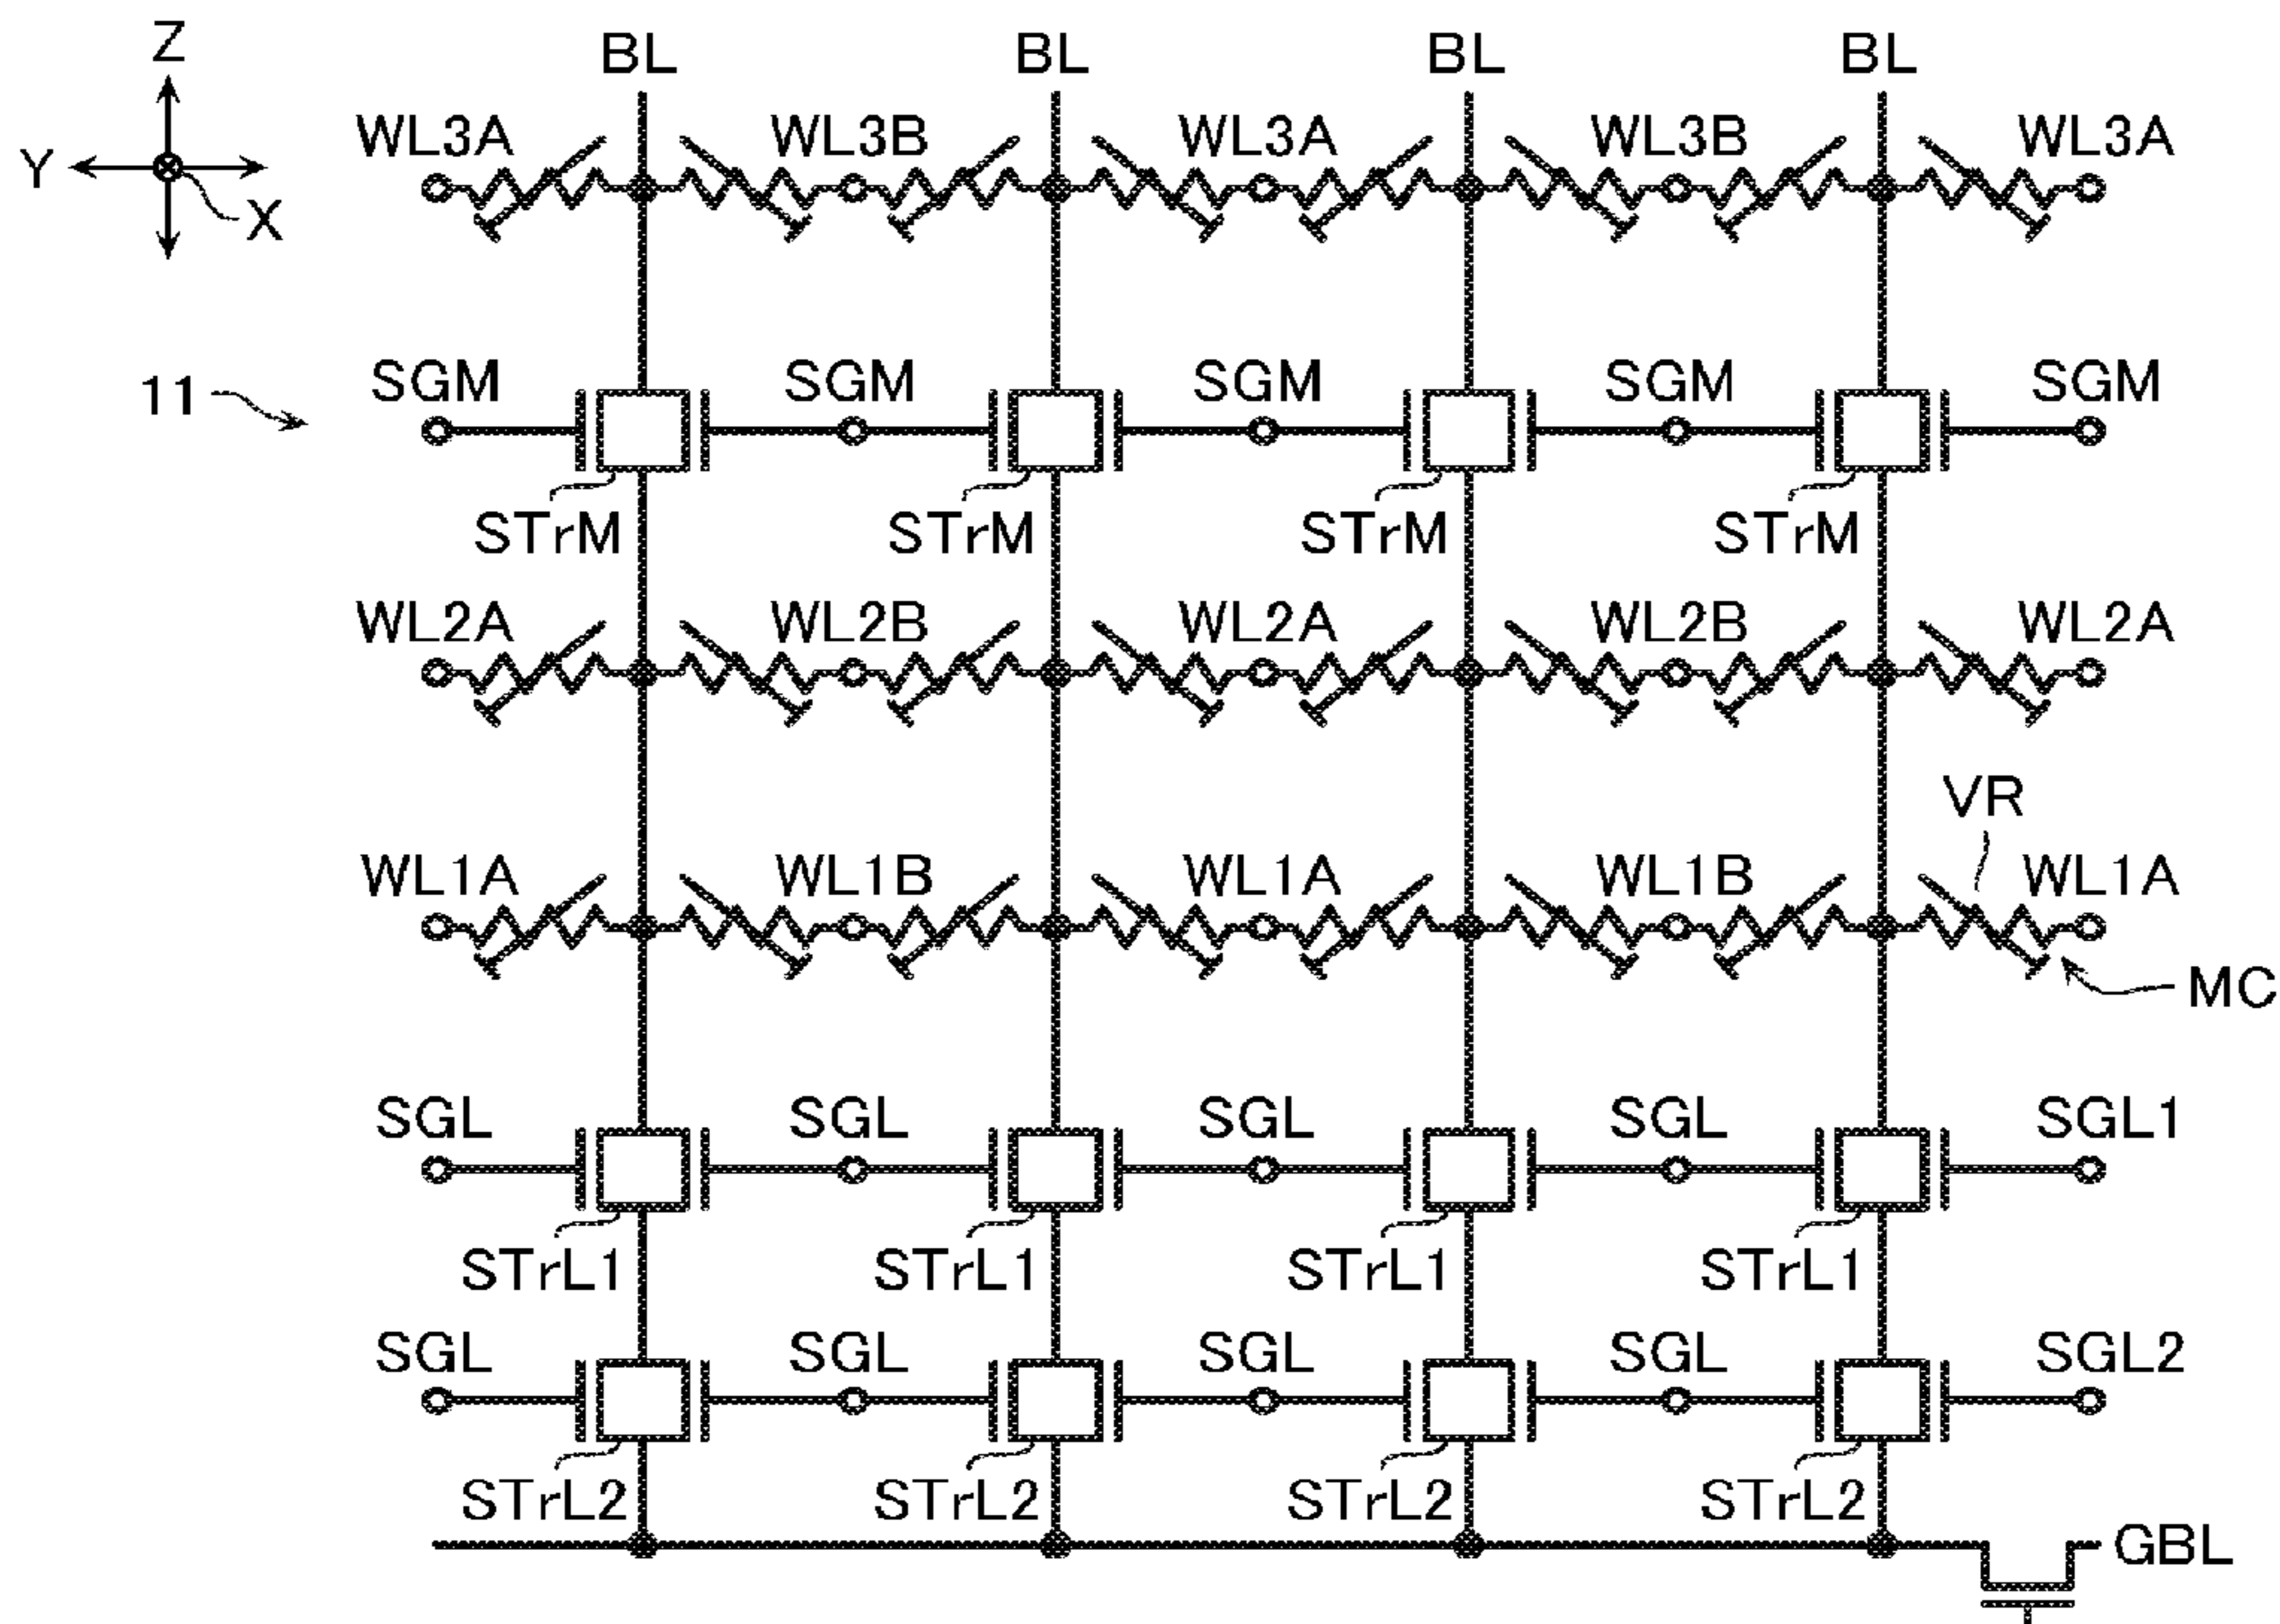 Z
BL BL BL BL
WL3A WL3B WL3A WL3B WL3A
Y
X
11
SGM SGM SGM SGM SGM
STrM STrM STrM STrM
WL2A WL2B WL2A WL2B WL2A
VR
WL1A WL1B WL1A WL1B WL1A
MC
SGL SGL SGL SGL SGL1
STrL1 STrL1 STrL1 STrL1
SGL SGL SGL SGL SGL2
STrL2 STrL2 STrL2 STrL2
GBL